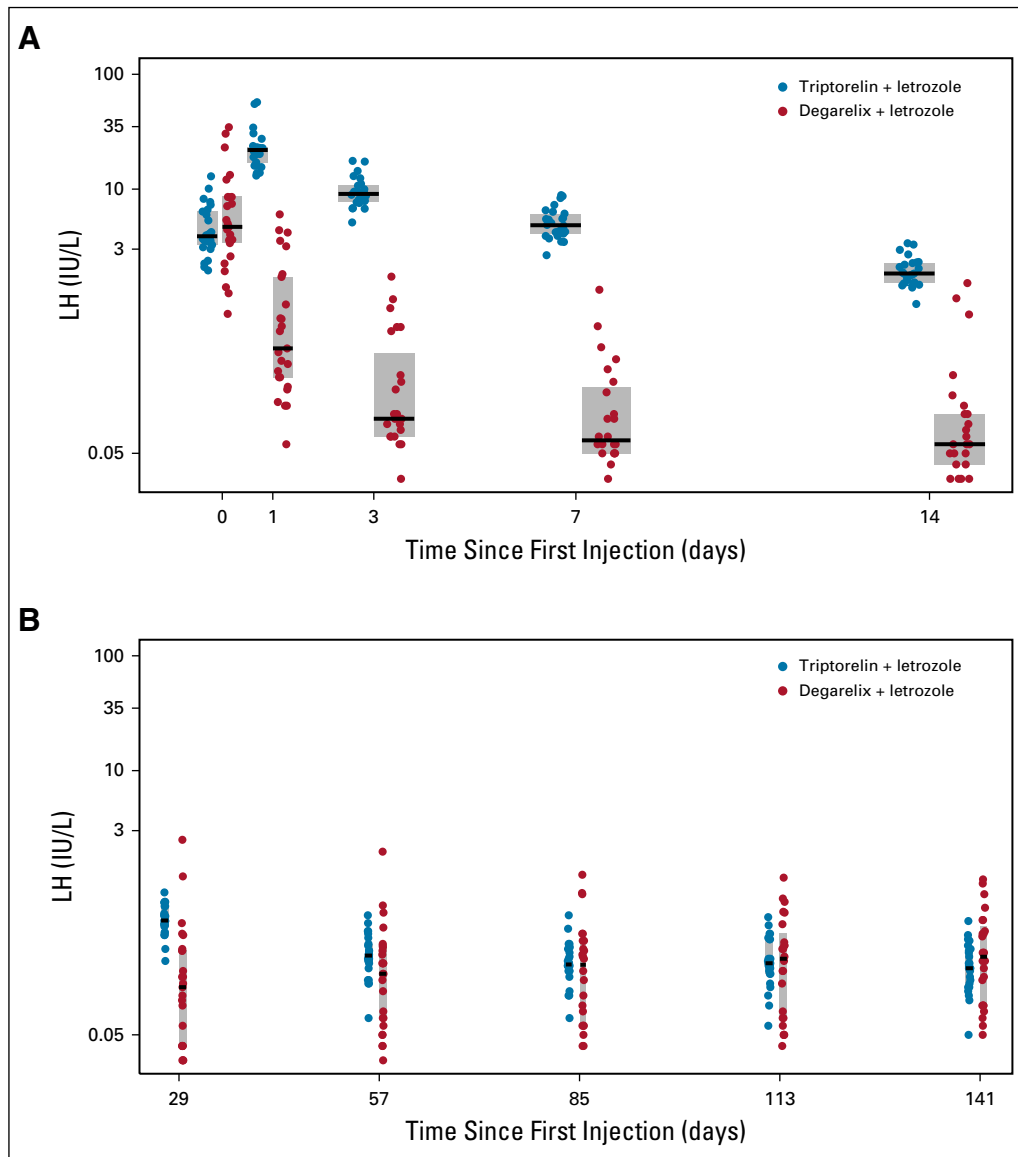 A
100
35
10
3
0.05
LH (IU/L)
Triptorelin + letrozole
Degarelix + letrozole
0 1 3 7 14
Time Since First Injection (days)
B
100
35
10
3
0.05
LH (IU/L)
Triptorelin + letrozole
Degarelix + letrozole
29 57 85 113 141
Time Since First Injection (days)